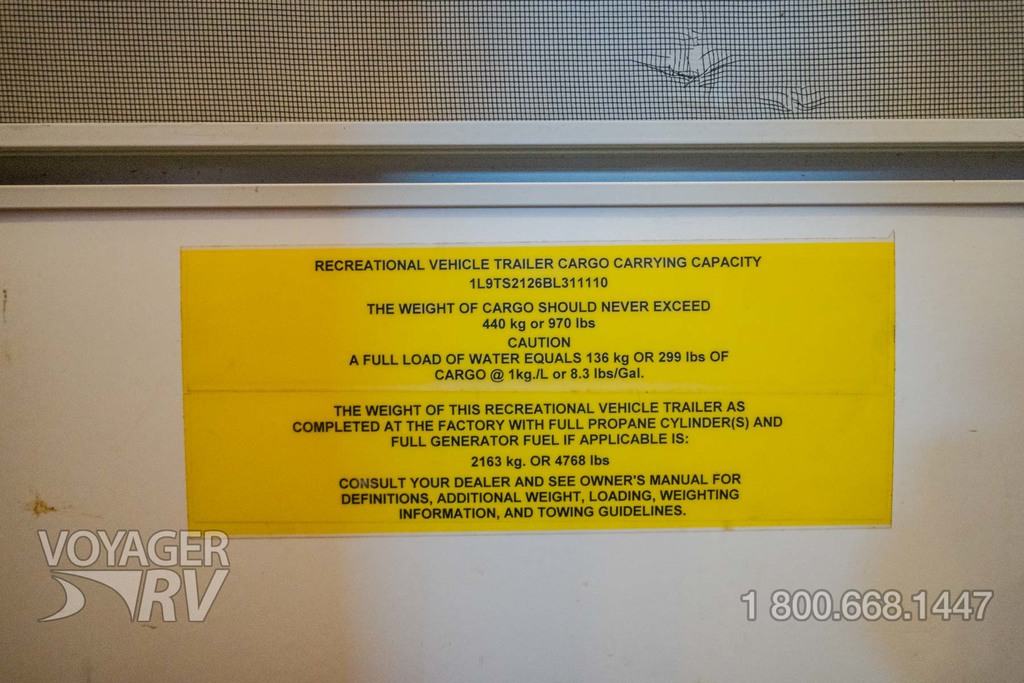 RECREATIONAL VEHICLE TRAILER CARGO CARRYING CAPACITY
1L9TS2126BL311110
THE WEIGHT OF CARGO SHOULD NEVER EXCEED
440 kg or 970 lbs
CAUTION
A FULL LOAD OF WATER EQUALS 136 kg OR 299 lbs OF
CARGO @ 1kg./L or 8.3 lbs/Gal.
THE WEIGHT OF THIS RECREATIONAL VEHICLE TRAILER AS
COMPLETED AT THE FACTORY WITH FULL PROPANE CYLINDER(S) AND
FULL GENERATOR FUEL IF APPLICABLE IS:
2163 kg. OR 4768 lbs
CONSULT YOUR DEALER AND SEE OWNER'S MANUAL FOR
DEFINITIONS, ADDITIONAL WEIGHT, LOADING, WEIGHTING
INFORMATION, AND TOWING GUIDELINES.
VOYAGER
RV
1 800.668.1447